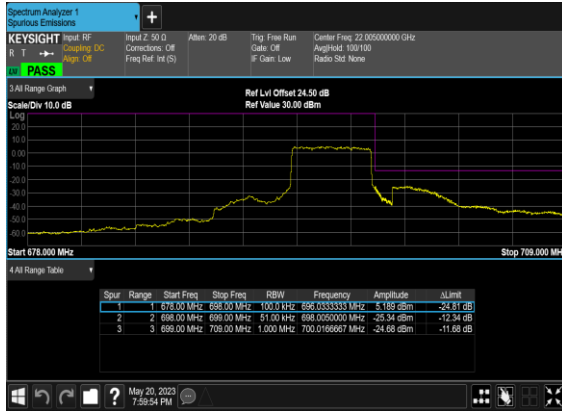 Spectrum Analyzer 1
Spurious Emissions
KEYSIGHT Input: RF Input Z: 50 Ω Atten: 20 dB Trig: Free Run Center Freq: 22.005000000 GHz
R T Coupling: DC Corrections: Off Gate: Off Avg|Hold: 100/100
Align: Off Freq Ref: Int (S) IF Gain: Low Radio Std: None
PASS
3 All Range Graph Ref Lvl Offset 24.50 dB
Scale/Div 10.0 dB Ref Value 30.00 dBm
Log
20.0
10.0
0.00
-10.0
-20.0
-30.0
-40.0
-50.0
-60.0
Start 678.000 MHz Stop 709.000 MH
4 All Range Table
Spur Range Start Freq Stop Freq RBW Frequency Amplitude ΔLimit
1 1 678.00 MHz 698.00 MHz 100.0 kHz 696.0333333 MHz 5.189 dBm -24.81 dB
2 2 698.00 MHz 699.00 MHz 51.00 kHz 698.0050000 MHz -25.34 dBm -12.34 dB
3 3 699.00 MHz 709.00 MHz 1.000 MHz 700.0166667 MHz -24.68 dBm -11.68 dB
? May 20, 2023
7:59:54 PM